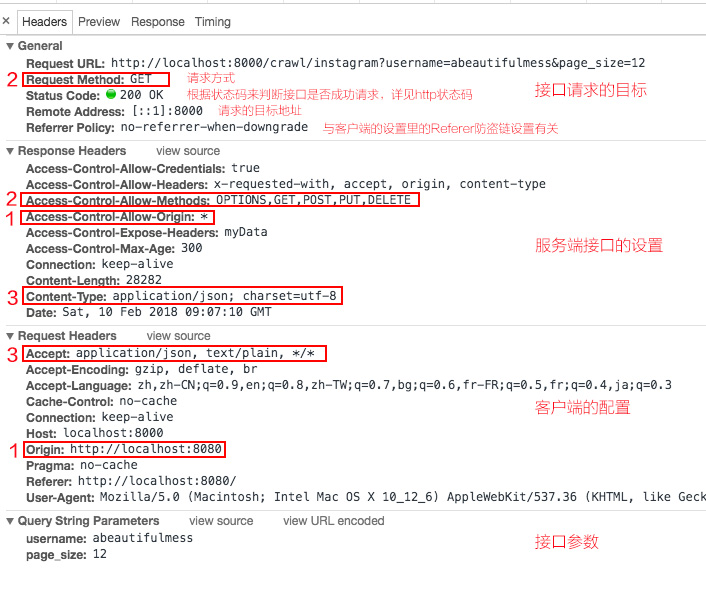 × Headers Preview Response Timing
▼ General
Request URL: http://localhost:8000/crawl/instagram?username=abeautifulmess&page_size=12
2 Request Method: GET 请求方式
Status Code: 200 OK 根据状态码来判断接口是否成功请求、详见http状态码 接口请求的目标
Remote Address: [::1]:8000 请求的目标地址
Referrer Policy: no-referrer-when-downgrade 与客户端的设置里的Referer防盗链设置有关
▼ Response Headers view source
Access-Control-Allow-Credentials: true
Access-Control-Allow-Headers: x-requested-with, accept, origin, content-type
2 Access-Control-Allow-Methods: OPTIONS,GET,POST,PUT,DELETE
1 Access-Control-Allow-Origin: *
Access-Control-Expose-Headers: myData
Access-Control-Max-Age: 300 服务端接口的设置
Connection: keep-alive
Content-Length: 28282
3 Content-Type: application/json; charset=utf-8
Date: Sat, 10 Feb 2018 09:07:10 GMT
▼ Request Headers view source
3 Accept: application/json, text/plain, */*
Accept-Encoding: gzip, deflate, br
Accept-Language: zh,zh-CN;q=0.9,en;q=0.8,zh-TW;q=0.7,bg;q=0.6,fr-FR;q=0.5,fr;q=0.4,ja;q=0.3
Cache-Control: no-cache 客户端的配置
Connection: keep-alive
Host: localhost:8000
1 Origin: http://localhost:8080
Pragma: no-cache
Referer: http://localhost:8080/
User-Agent: Mozilla/5.0 (Macintosh; Intel Mac OS X 10_12_6) AppleWebKit/537.36 (KHTML, like Geck
▼ Query String Parameters view source view URL encoded
username: abeautifulmess 接口参数
page_size: 12